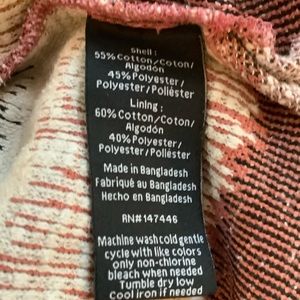 Shell :
55% Cotton/Coton/
Algodón
45% Polyester/
Polyester/Poliéster
Lining :
60% Cotton/Coton/
Algodón
40% Polyester/
Polyester/Poliéster
Made in Bangladesh
Fabriqué au Bangladesh
Hecho en Bangladesh
RN#147446
Machine wash cold gentle
cycle with like colors
only non-chlorine
bleach when needed
Tumble dry low
Cool iron if needed